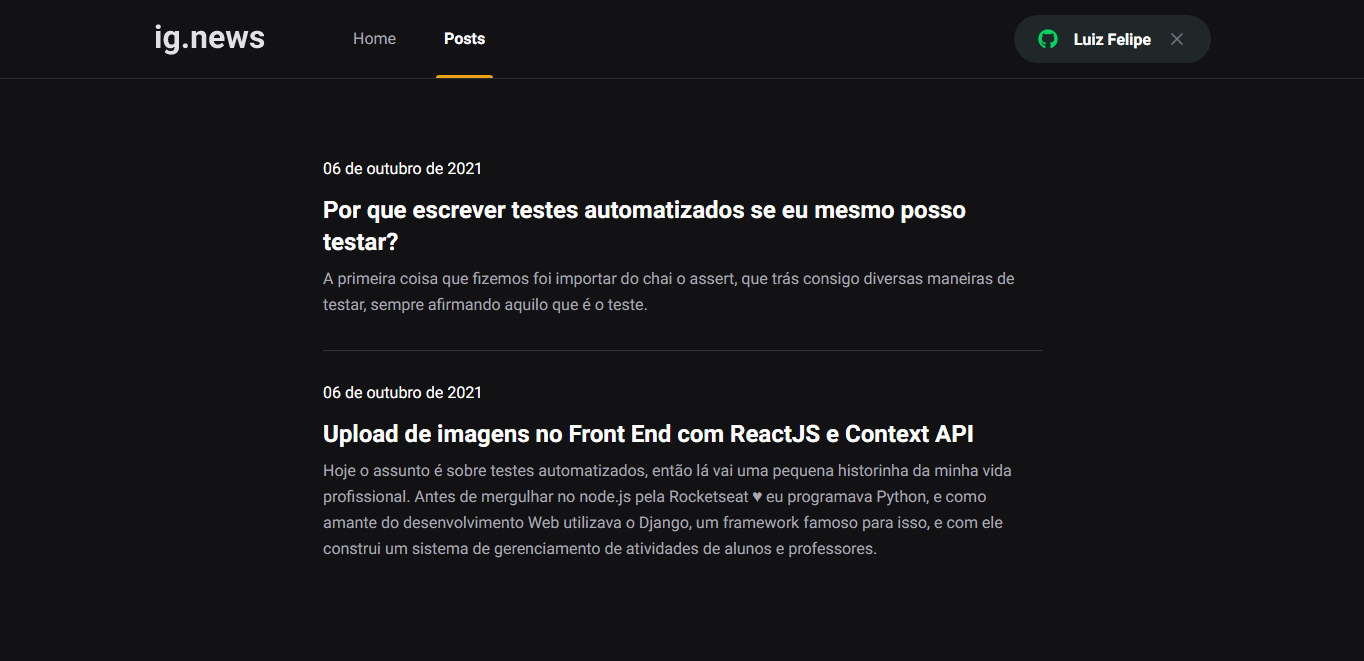 ig.news
Home
Posts
Luiz Felipe
06 de outubro de 2021
Por que escrever testes automatizados se eu mesmo posso
testar?
A primeira coisa que fizemos foi importar do chai o assert, que trás consigo diversas maneiras de
testar, sempre afirmando aquilo que é o teste.
06 de outubro de 2021
Upload de imagens no Front End com ReactJS e Context API
Hoje o assunto é sobre testes automatizados, então lá vai uma pequena historinha da minha vida
profissional. Antes de mergulhar no node.js pela Rocketseat ♥ eu programava Python, e como
amante do desenvolvimento Web utilizava o Django, um framework famoso para isso, e com ele
construi um sistema de gerenciamento de atividades de alunos e professores.